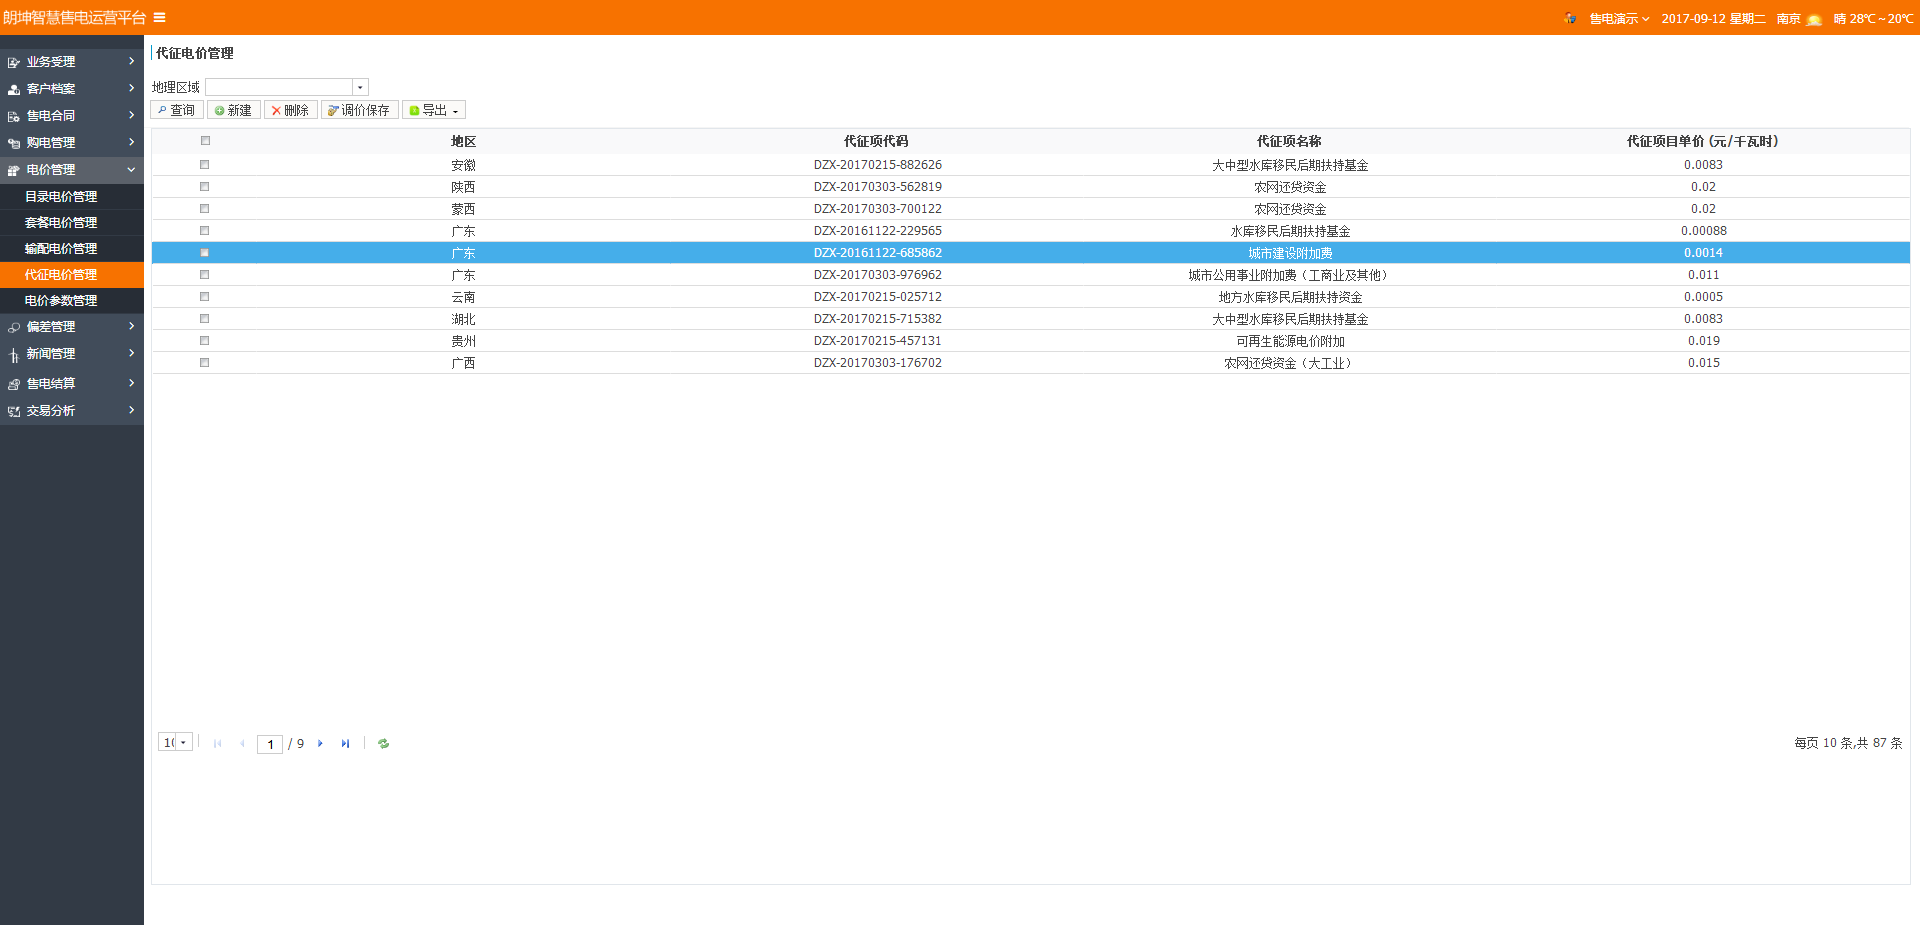 朗坤智慧售电运营平台
售电演示 2017-09-12 星期二 南京 晴 28℃~20℃
业务受理
客户档案
售电合同
购电管理
电价管理
目录电价管理
套餐电价管理
输配电价管理
代征电价管理
电价参数管理
偏差管理
新闻管理
售电结算
交易分析
代征电价管理
地理区域
查询 新建 删除 调价保存 导出
地区 代征项代码 代征项名称 代征项目单价 (元/千瓦时)
安徽 DZX-20170215-882626 大中型水库移民后期扶持基金 0.0083
陕西 DZX-20170303-562819 农网还贷资金 0.02
蒙西 DZX-20170303-700122 农网还贷资金 0.02
广东 DZX-20161122-229565 水库移民后期扶持基金 0.00088
广东 DZX-20161122-685862 城市建设附加费 0.0014
广东 DZX-20170303-976962 城市公用事业附加费（工商业及其他） 0.011
云南 DZX-20170215-025712 地方水库移民后期扶持资金 0.0005
湖北 DZX-20170215-715382 大中型水库移民后期扶持基金 0.0083
贵州 DZX-20170215-457131 可再生能源电价附加 0.019
广西 DZX-20170303-176702 农网还贷资金（大工业） 0.015
1 / 9
每页 10 条,共 87 条